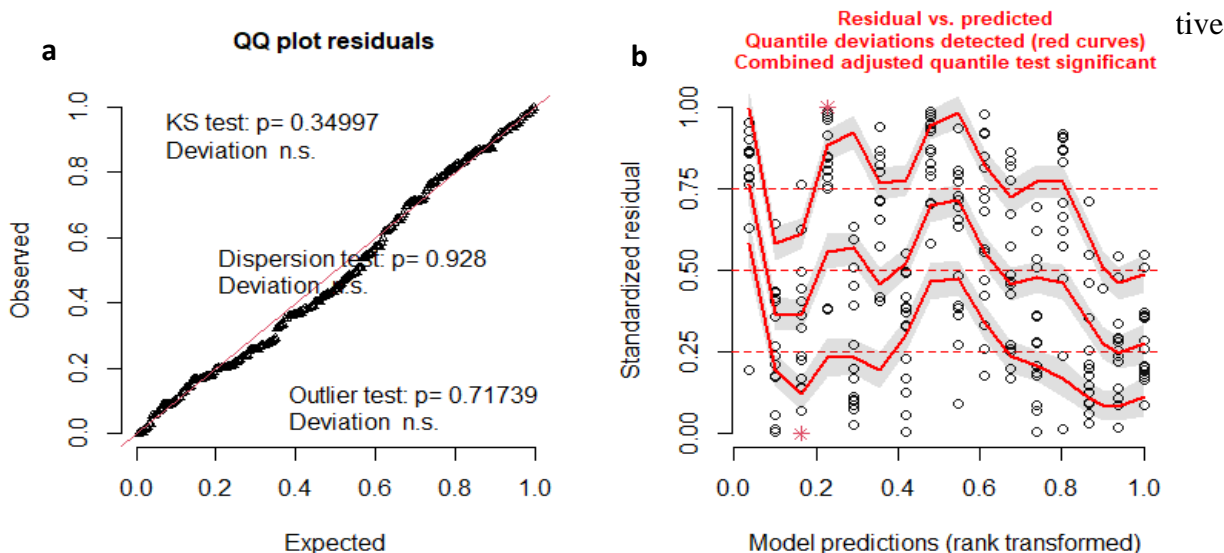 a
QQ plot residuals
KS test: p= 0.34997
Deviation n.s.
Dispersion test: p= 0.928
Deviation n.s.
Outlier test: p= 0.71739
Deviation n.s.
Observed
0.0 0.2 0.4 0.6 0.8 1.0
0.0 0.2 0.4 0.6 0.8 1.0
Expected
b
Residual vs. predicted
Quantile deviations detected (red curves)
Combined adjusted quantile test significant
tive
Standardized residual
0.00 0.25 0.50 0.75 1.00
0.0 0.2 0.4 0.6 0.8 1.0
Model predictions (rank transformed)